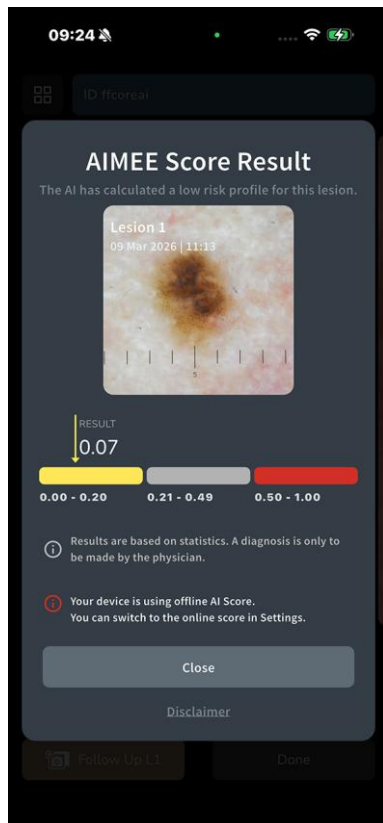 09:24
ID ffcoreai
AIMEE Score Result
The AI has calculated a low risk profile for this lesion.
Lesion 1
09 Mar 2026 | 11:13
5
RESULT
0.07
0.00 - 0.20 0.21 - 0.49 0.50 - 1.00
Results are based on statistics. A diagnosis is only to
be made by the physician.
Your device is using offline AI Score.
You can switch to the online score in Settings.
Close
Disclaimer
Follow Up L1 Done